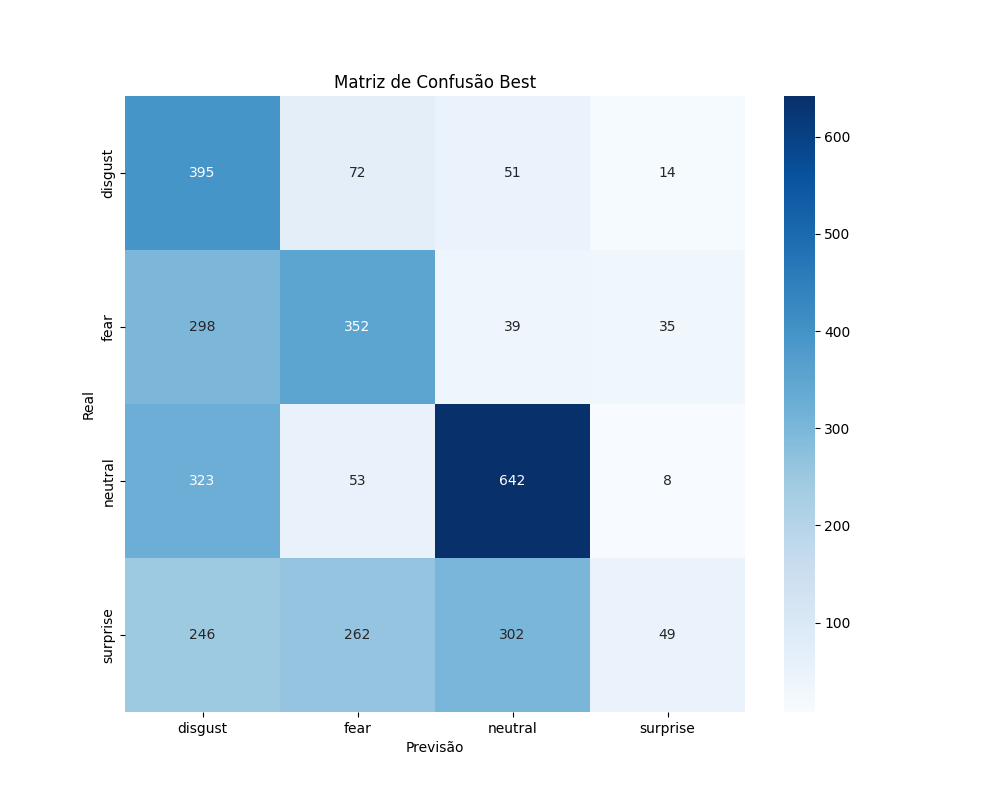 Matriz de Confusão Best
Real
disgust
395 72 51 14
fear
298 352 39 35
neutral
323 53 642 8
surprise
246 262 302 49
disgust fear neutral surprise
Previsão
600
500
400
300
200
100